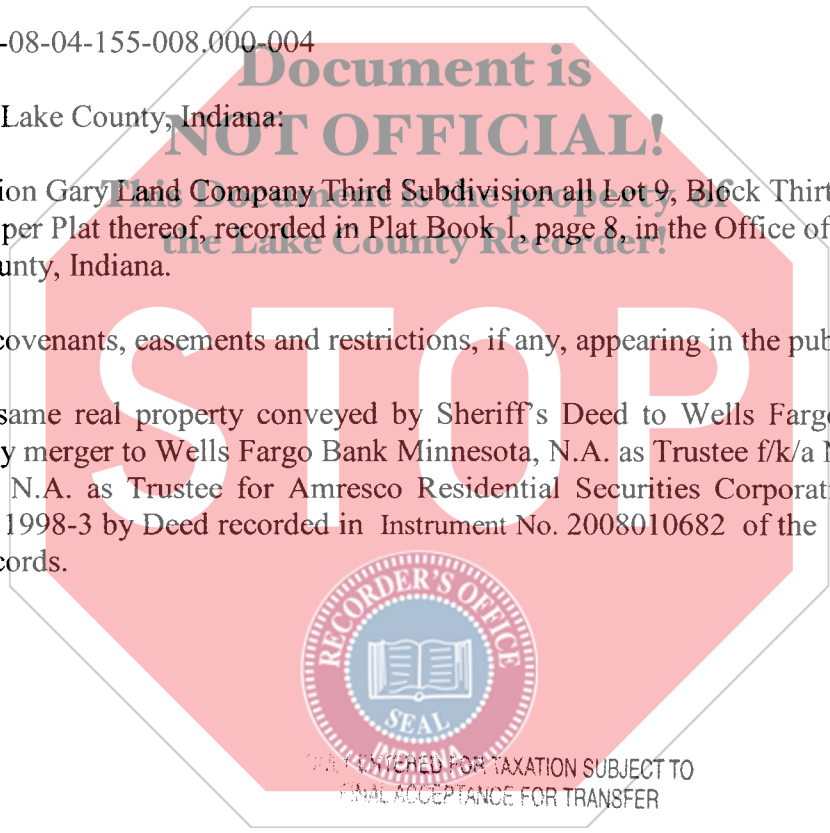 -08-04-155-008.000-004
Document is
Lake County, Indiana:
NOT OFFICIAL!
ion Gary Land Company Third Subdivision all Lot 9, Block Thirt
This Document is the property of
per Plat thereof, recorded in Plat Book 1, page 8, in the Office of
the Lake County Recorder!
unty, Indiana.
covenants, easements and restrictions, if any, appearing in the pub
STOP
same real property conveyed by Sheriff's Deed to Wells Fargo
y merger to Wells Fargo Bank Minnesota, N.A. as Trustee f/k/a N
N.A. as Trustee for Amresco Residential Securities Corporati
1998-3 by Deed recorded in Instrument No. 2008010682 of the
cords.
RECORDER'S OFFICE
SEAL
INDIANA
ENTERED FOR TAXATION SUBJECT TO
FINAL ACCEPTANCE FOR TRANSFER